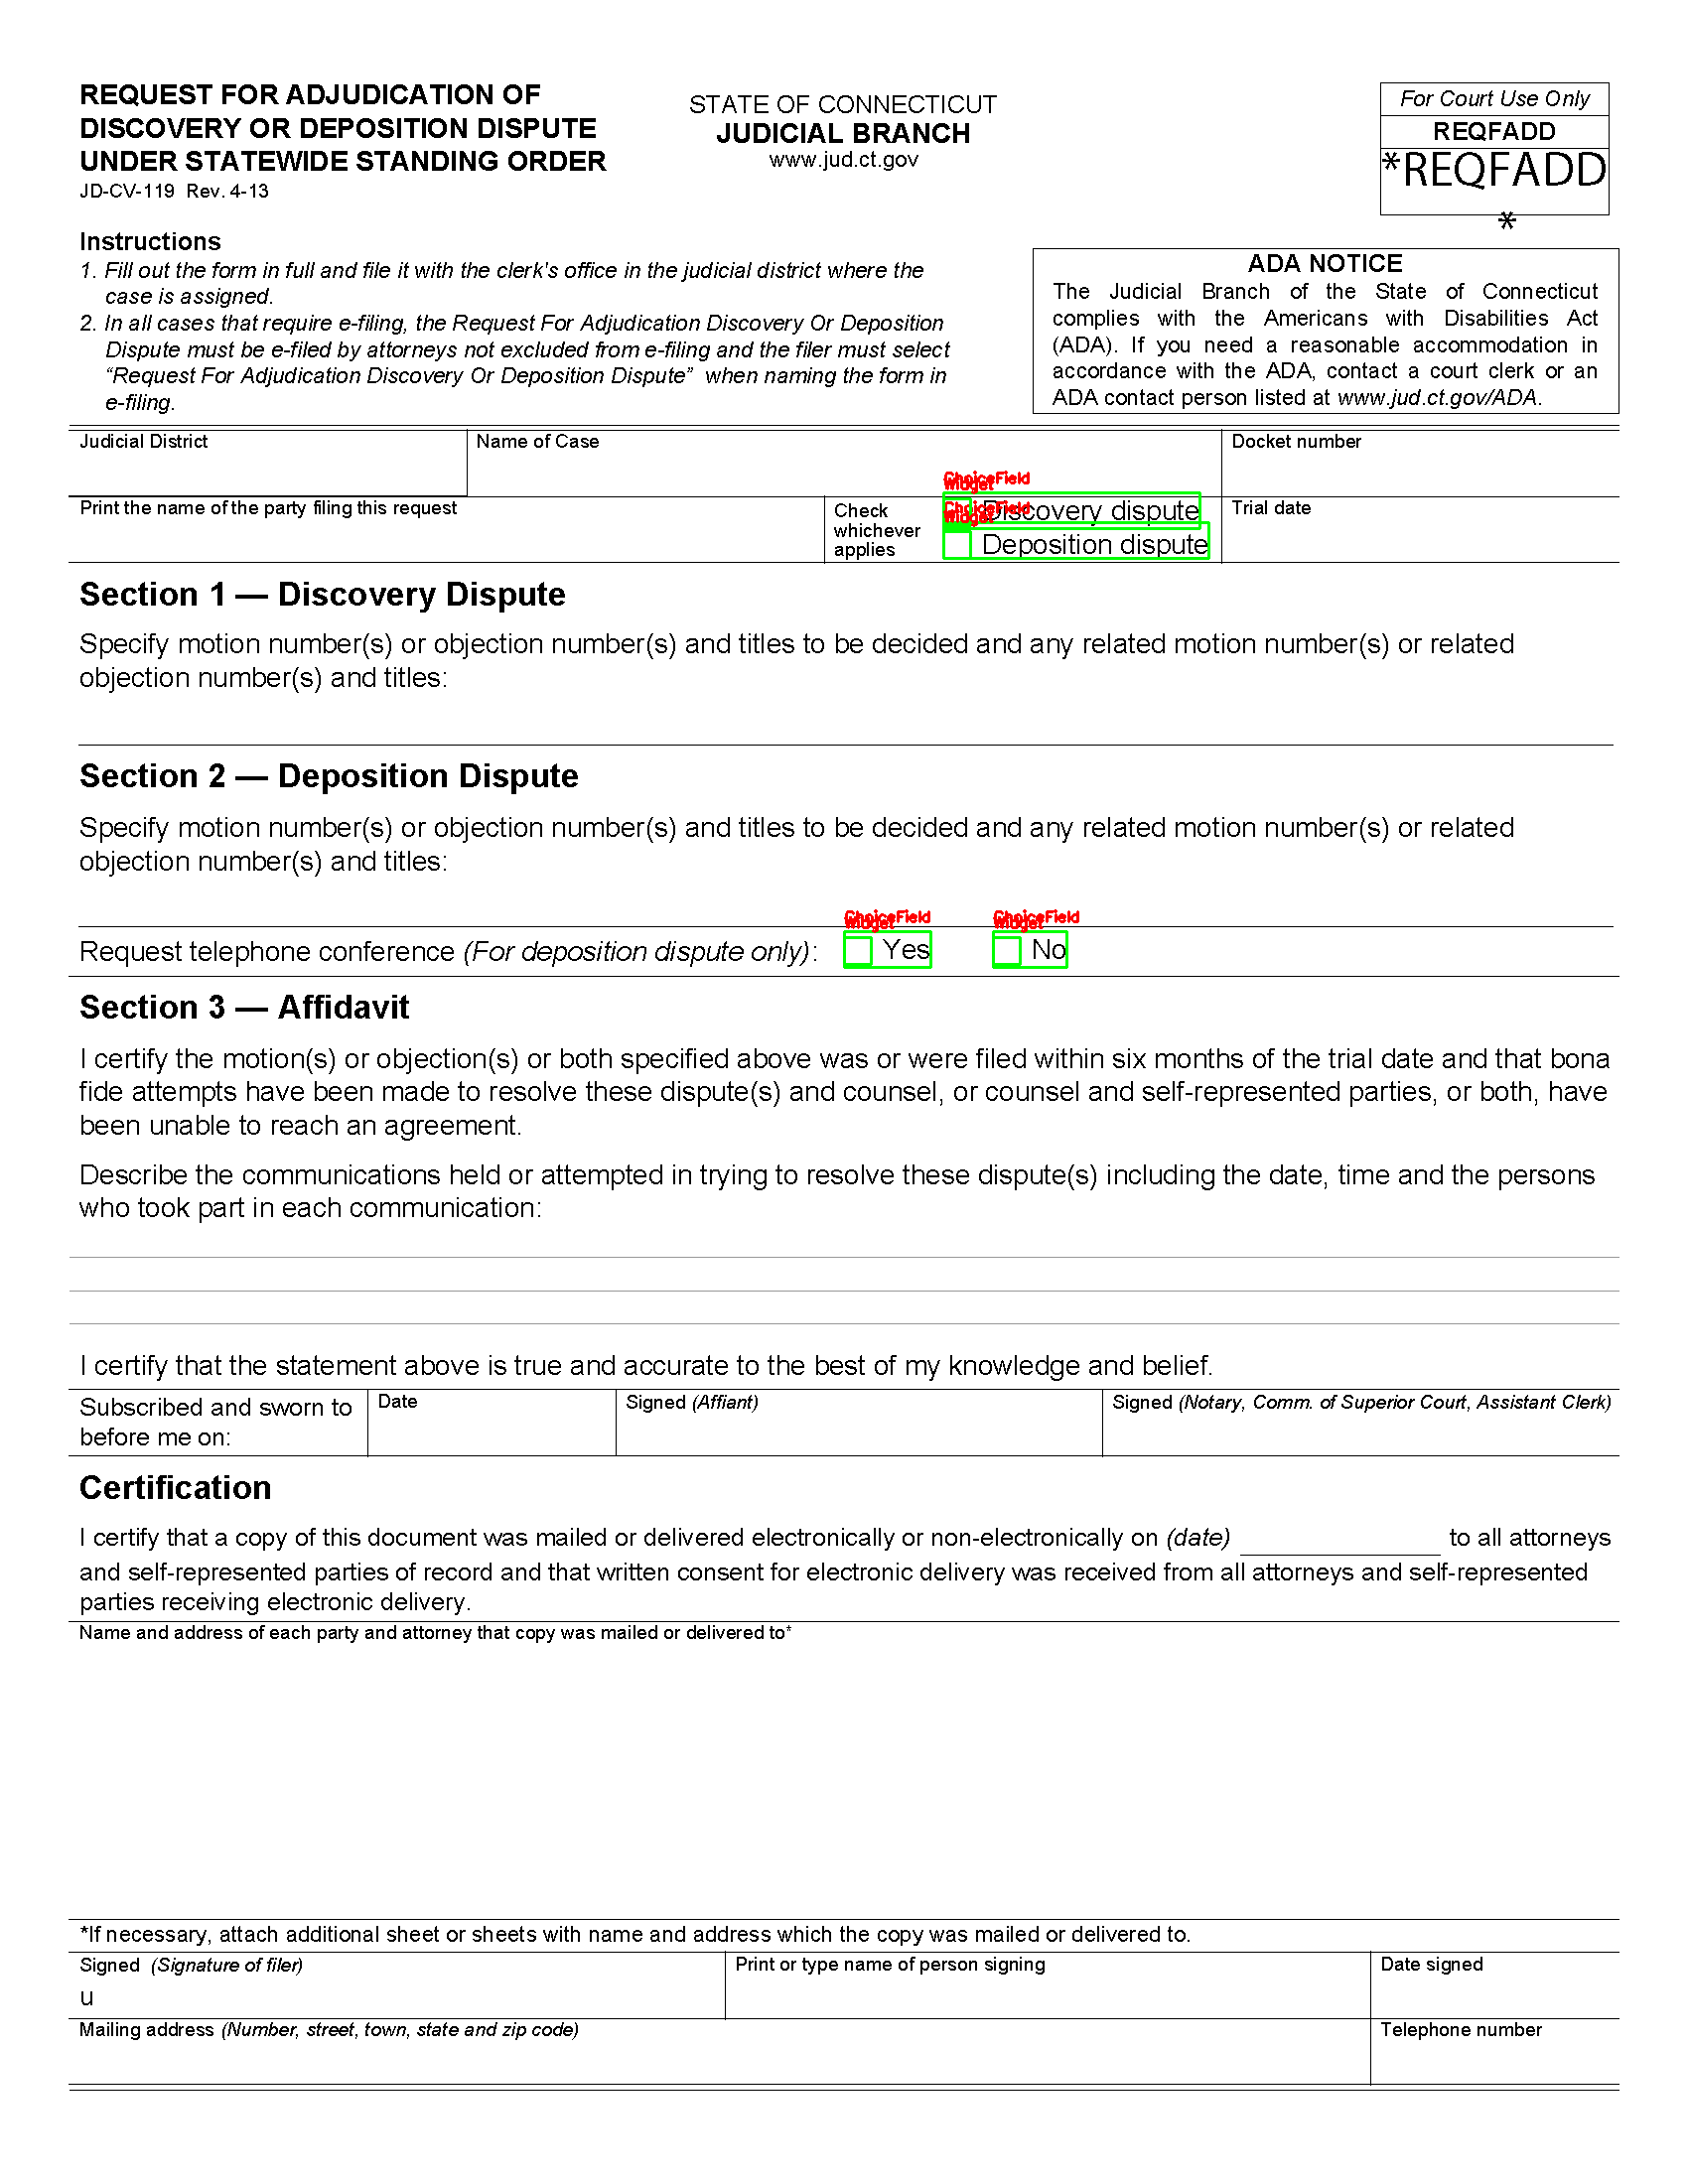 REQUEST FOR ADJUDICATION OF
DISCOVERY OR DEPOSITION DISPUTE
UNDER STATEWIDE STANDING ORDER
JD-CV-119 Rev. 4-13
STATE OF CONNECTICUT
JUDICIAL BRANCH
www.jud.ct.gov
For Court Use Only
REQFADD
*REQFADD
*
Instructions
1. Fill out the form in full and file it with the clerk's office in the judicial district where the
case is assigned.
2. In all cases that require e-filing, the Request For Adjudication Discovery Or Deposition
Dispute must be e-filed by attorneys not excluded from e-filing and the filer must select
“Request For Adjudication Discovery Or Deposition Dispute” when naming the form in
e-filing.
ADA NOTICE
The Judicial Branch of the State of Connecticut
complies with the Americans with Disabilities Act
(ADA). If you need a reasonable accommodation in
accordance with the ADA, contact a court clerk or an
ADA contact person listed at www.jud.ct.gov/ADA.
Judicial District
Name of Case
Docket number
Print the name of the party filing this request
Check
whichever
applies
ChoiceField
Widget
Discovery dispute
ChoiceField
Widget
Deposition dispute
Trial date
Section 1 — Discovery Dispute
Specify motion number(s) or objection number(s) and titles to be decided and any related motion number(s) or related
objection number(s) and titles:
Section 2 — Deposition Dispute
Specify motion number(s) or objection number(s) and titles to be decided and any related motion number(s) or related
objection number(s) and titles:
Request telephone conference (For deposition dispute only):
ChoiceField
Widget
Yes
ChoiceField
Widget
No
Section 3 — Affidavit
I certify the motion(s) or objection(s) or both specified above was or were filed within six months of the trial date and that bona
fide attempts have been made to resolve these dispute(s) and counsel, or counsel and self-represented parties, or both, have
been unable to reach an agreement.
Describe the communications held or attempted in trying to resolve these dispute(s) including the date, time and the persons
who took part in each communication:
I certify that the statement above is true and accurate to the best of my knowledge and belief.
Subscribed and sworn to
before me on:
Date
Signed (Affiant)
Signed (Notary, Comm. of Superior Court, Assistant Clerk)
Certification
I certify that a copy of this document was mailed or delivered electronically or non-electronically on (date) to all attorneys
and self-represented parties of record and that written consent for electronic delivery was received from all attorneys and self-represented
parties receiving electronic delivery.
Name and address of each party and attorney that copy was mailed or delivered to*
*If necessary, attach additional sheet or sheets with name and address which the copy was mailed or delivered to.
Signed (Signature of filer)
u
Print or type name of person signing
Date signed
Mailing address (Number, street, town, state and zip code)
Telephone number